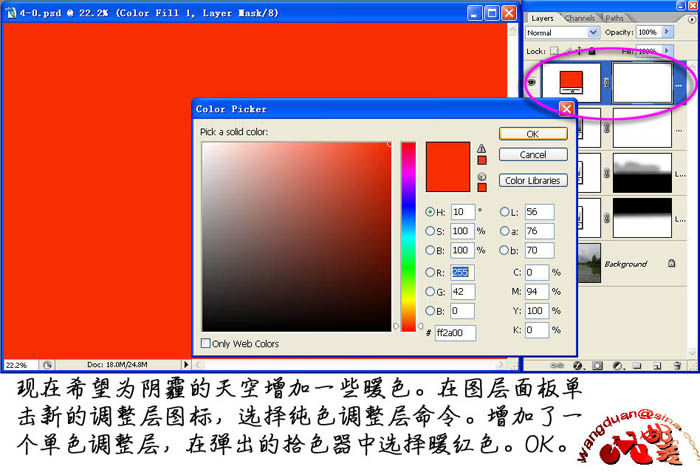 4-0.psd @ 22.2% (Color Fill 1, Layer Mask/8)
Layers Channels Paths
Normal Opacity: 100%
Lock: Fill: 100%
...
Color Picker
Pick a solid color:
OK
Cancel
Color Libraries
H: 10 ° L: 56
S: 100 % a: 76
B: 100 % b: 70
R: 255 C: 0 %
G: 42 M: 94 %
B: 0 Y: 100 %
# ff2a00 K: 0 %
Only Web Colors
...
L...
L...
Background
22.2% Doc: 18.0M/24.8M
现在希望为阴霾的天空增加一些暖色。在图层面板单
击新的调整层图标，选择纯色调整层命令。增加了一
个单色调整层，在弹出的拾色器中选择暖红色。OK。